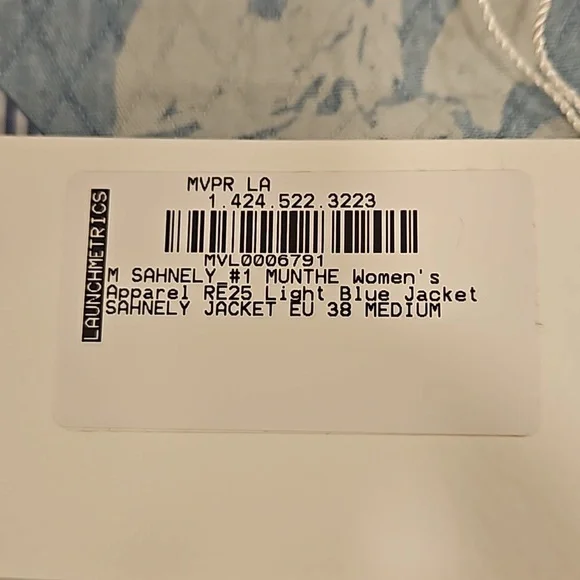 MVPR LA
1.424.522.3223
LAUNCHMETRICS
MVL0006791
M SAHNELY #1 MUNTHE Women's
Apparel RE25 Light Blue Jacket
SAHNELY JACKET EU 38 MEDIUM